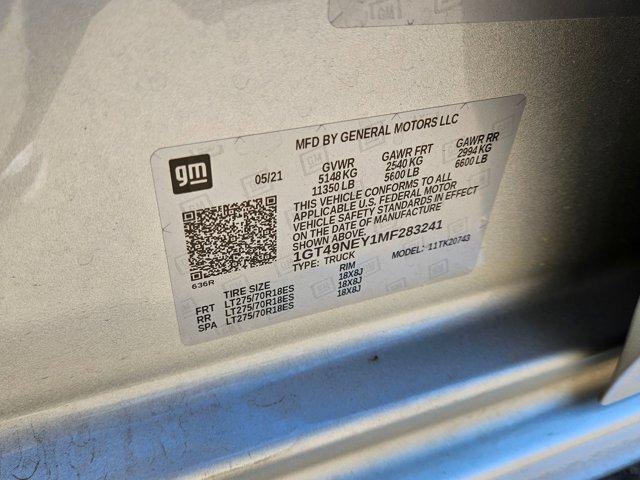 MFD BY GENERAL MOTORS LLC
gm
05/21
GVWR GAWR FRT GAWR RR
5148 KG 2540 KG 2994 KG
11350 LB 5600 LB 6600 LB
THIS VEHICLE CONFORMS TO ALL
APPLICABLE U.S. FEDERAL MOTOR
VEHICLE SAFETY STANDARDS IN EFFECT
ON THE DATE OF MANUFACTURE
SHOWN ABOVE.
1GT49NEY1MF283241
TYPE: TRUCK MODEL: 11TK20743
636R
TIRE SIZE RIM
FRT LT275/70R18ES 18X8J
RR LT275/70R18ES 18X8J
SPA LT275/70R18ES 18X8J